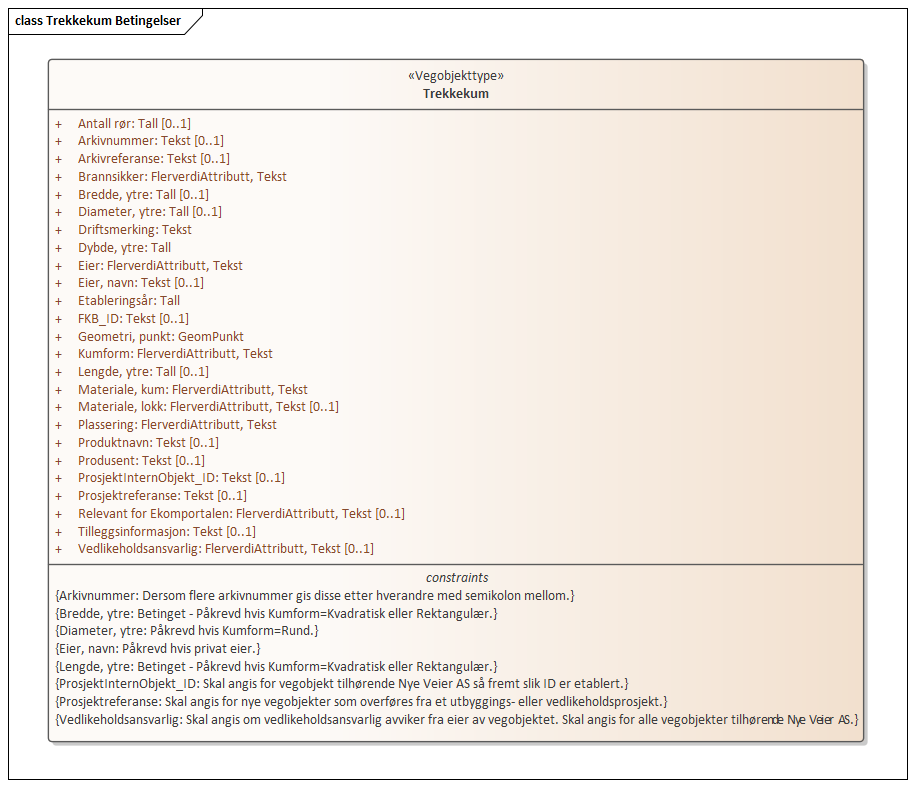 class Trekkekum Betingelser
«Vegobjekttype»
Trekkekum
+ Antall rør: Tall [0..1]
+ Arkivnummer: Tekst [0..1]
+ Arkivreferanse: Tekst [0..1]
+ Brannsikker: FlerverdiAttributt, Tekst
+ Bredde, ytre: Tall [0..1]
+ Diameter, ytre: Tall [0..1]
+ Driftsmerking: Tekst
+ Dybde, ytre: Tall
+ Eier: FlerverdiAttributt, Tekst
+ Eier, navn: Tekst [0..1]
+ Etableringsår: Tall
+ FKB_ID: Tekst [0..1]
+ Geometri, punkt: GeomPunkt
+ Kumform: FlerverdiAttributt, Tekst
+ Lengde, ytre: Tall [0..1]
+ Materiale, kum: FlerverdiAttributt, Tekst
+ Materiale, lokk: FlerverdiAttributt, Tekst [0..1]
+ Plassering: FlerverdiAttributt, Tekst
+ Produktnavn: Tekst [0..1]
+ Produsent: Tekst [0..1]
+ ProsjektInternObjekt_ID: Tekst [0..1]
+ Prosjektreferanse: Tekst [0..1]
+ Relevant for Ekomportalen: FlerverdiAttributt, Tekst [0..1]
+ Tilleggsinformasjon: Tekst [0..1]
+ Vedlikeholdsansvarlig: FlerverdiAttributt, Tekst [0..1]
constraints
{Arkivnummer: Dersom flere arkivnummer gis disse etter hverandre med semikolon mellom.}
{Bredde, ytre: Betinget - Påkrevd hvis Kumform=Kvadratisk eller Rektangulær.}
{Diameter, ytre: Påkrevd hvis Kumform=Rund.}
{Eier, navn: Påkrevd hvis privat eier.}
{Lengde, ytre: Betinget - Påkrevd hvis Kumform=Kvadratisk eller Rektangulær.}
{ProsjektInternObjekt_ID: Skal angis for vegobjekt tilhørende Nye Veier AS så fremt slik ID er etablert.}
{Prosjektreferanse: Skal angis for nye vegobjekter som overføres fra et utbyggings- eller vedlikeholdsprosjekt.}
{Vedlikeholdsansvarlig: Skal angis om vedlikeholdsansvarlig avviker fra eier av vegobjektet. Skal angis for alle vegobjekter tilhørende Nye Veier AS.}